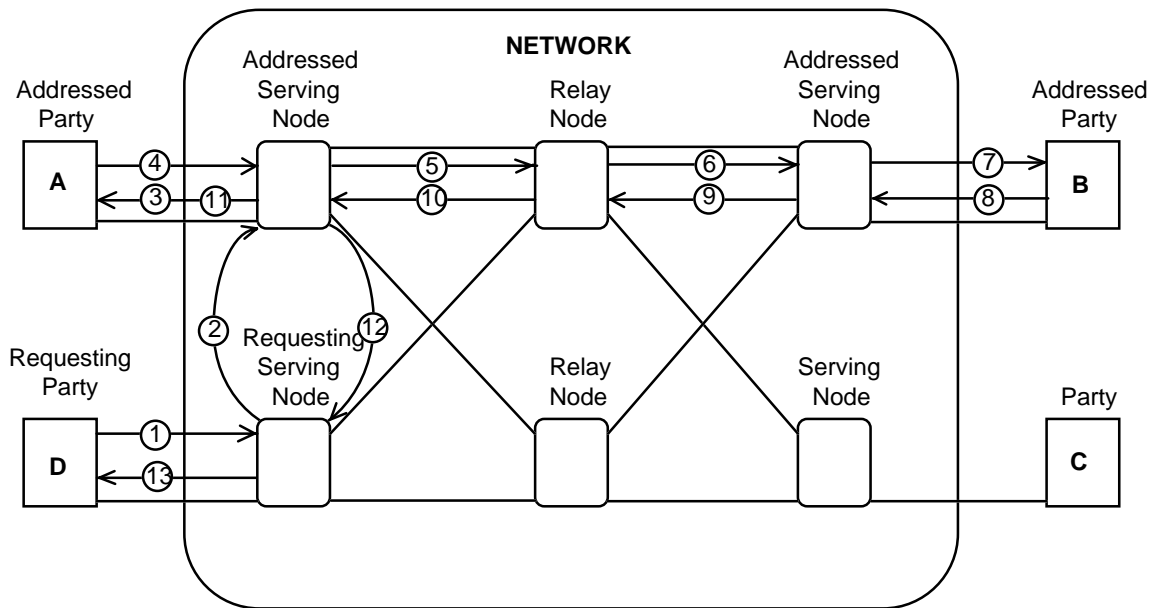 NETWORK
Addressed
Party
Addressed
Serving
Node
Relay
Node
Addressed
Serving
Node
Addressed
Party
A
4
5
6
7
B
3
11
10
9
8
2
12
Requesting
Party
Requesting
Serving
Node
Relay
Node
Serving
Node
Party
D
1
13
C